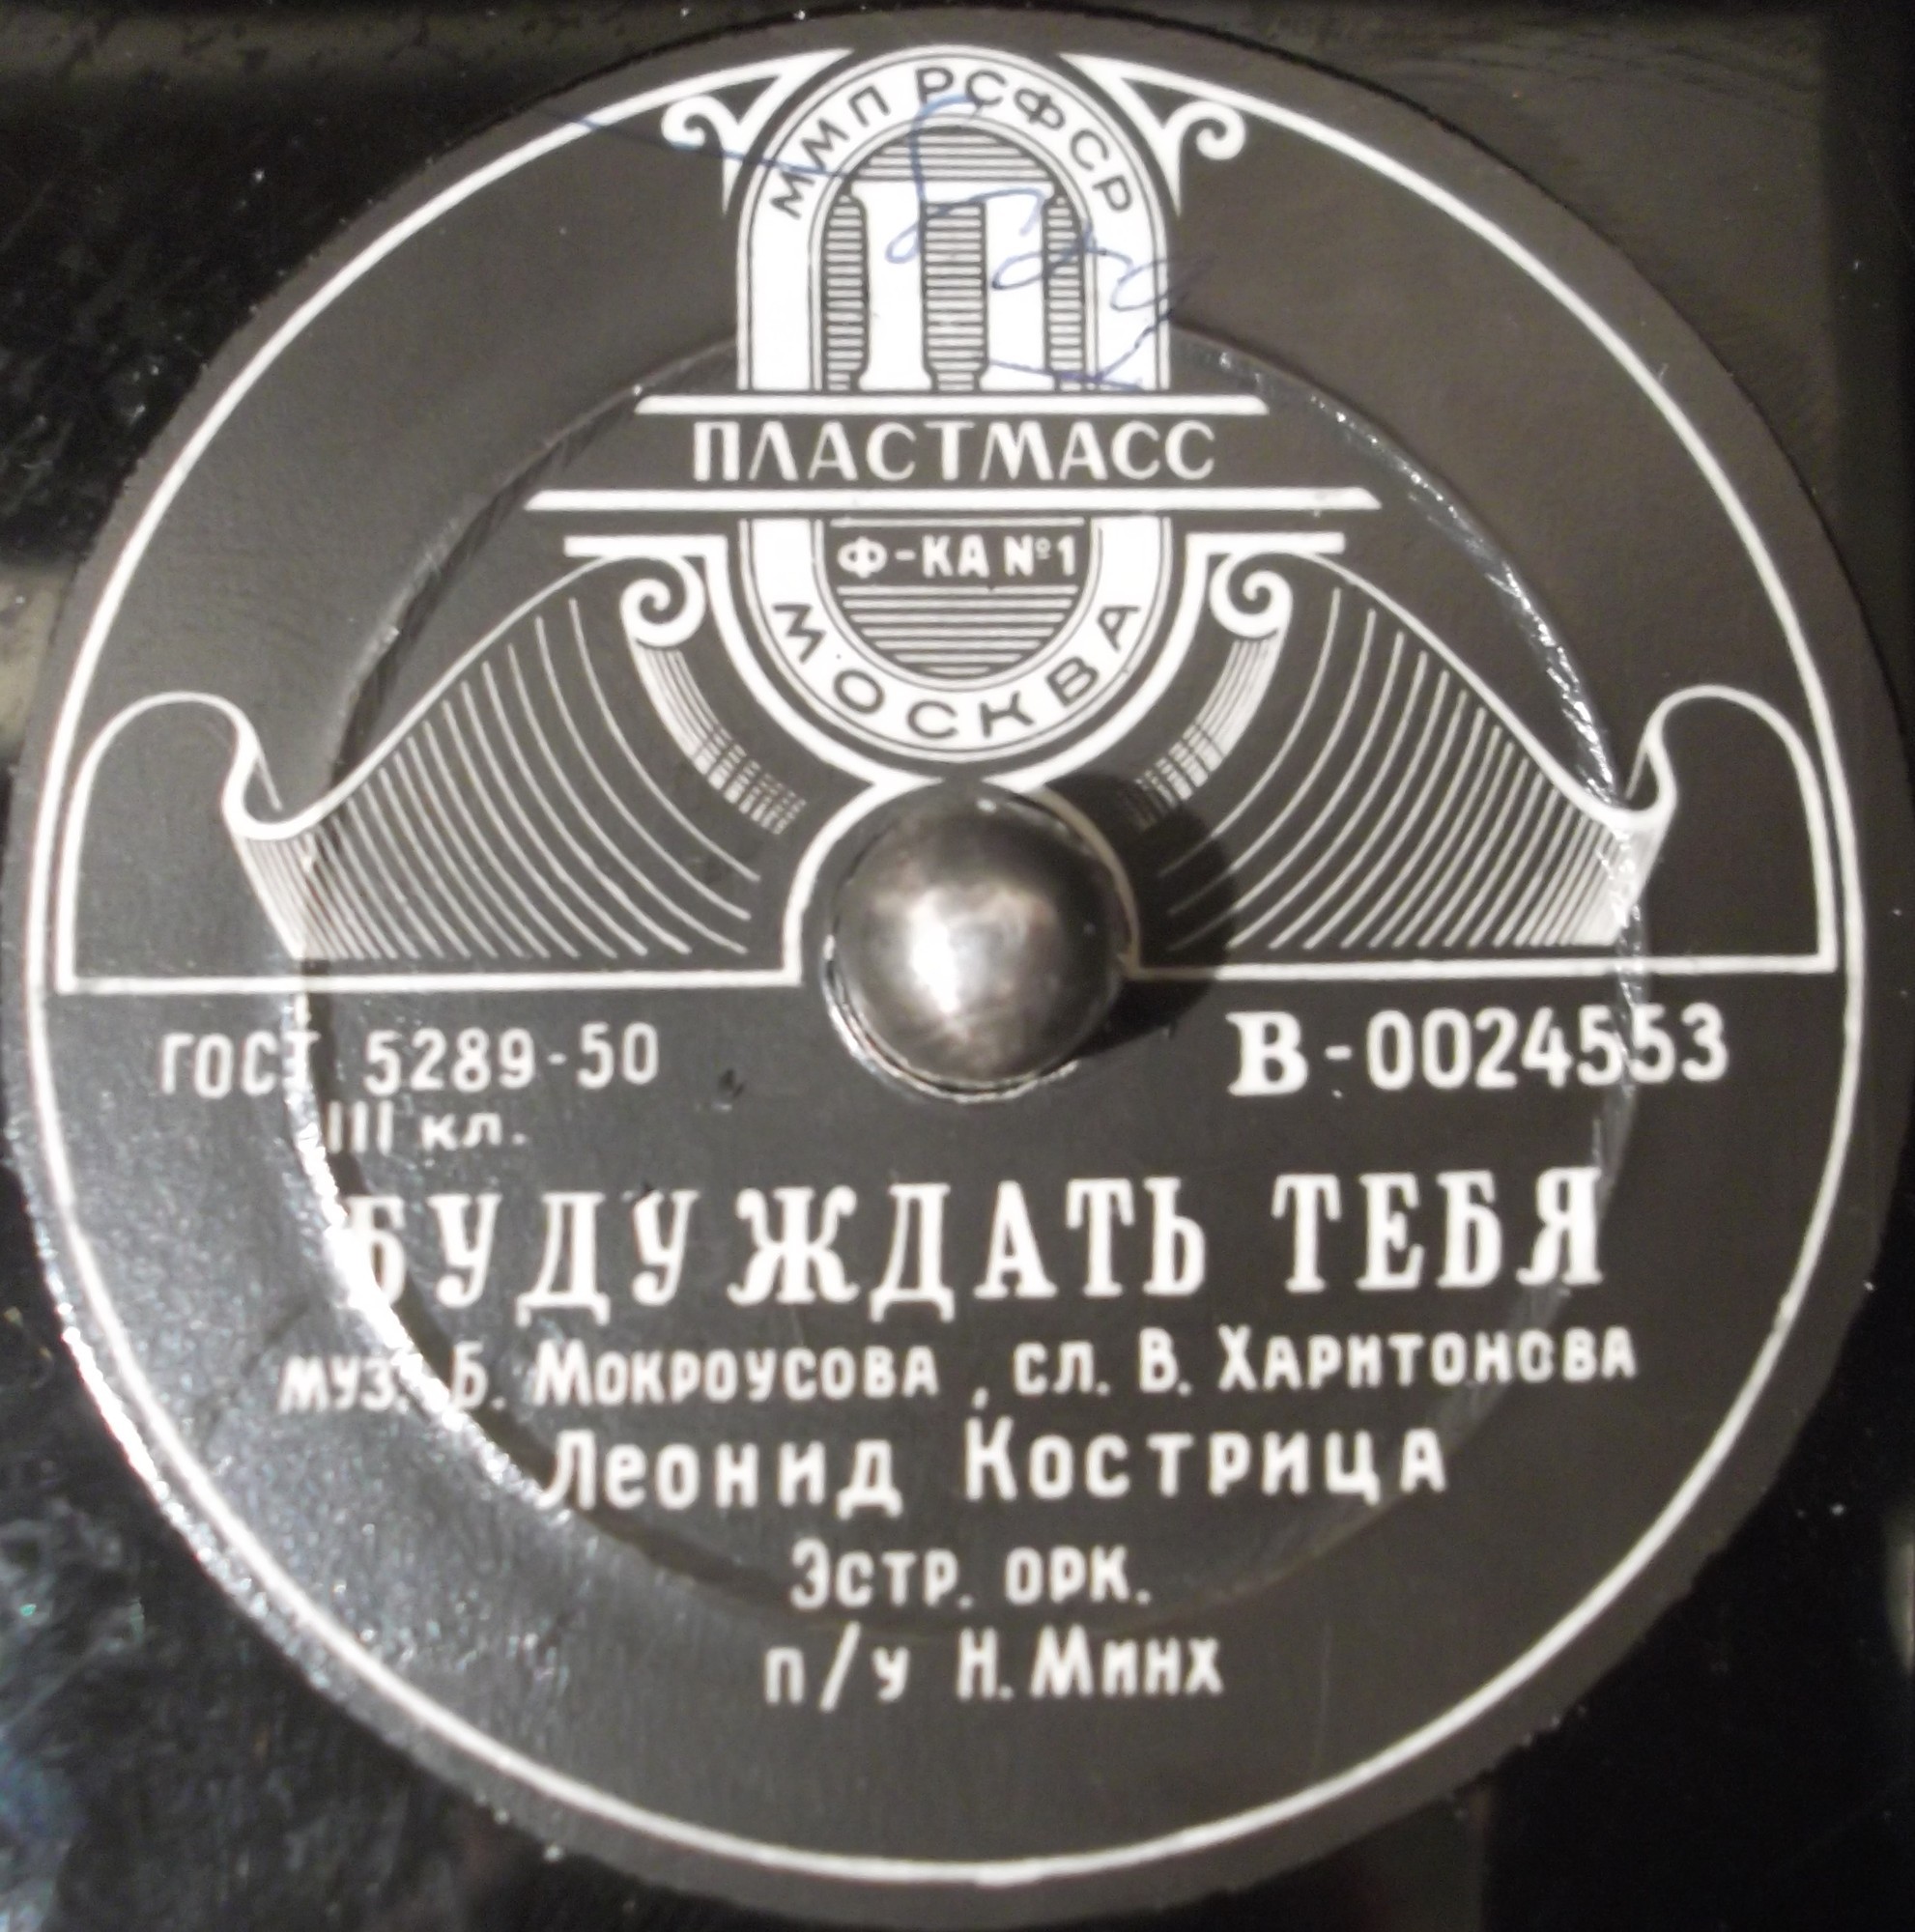 ММП РСФСР
П
ПЛАСТМАСС
Ф-КА №1
МОСКВА
ГОСТ 5289-50
В-0024553
III кл.
БУДУ ЖДАТЬ ТЕБЯ
муз. Б. Мокроусова, сл. В. Харитонова
Леонид Кострица
Эстр. орк.
п/у Н. Минх